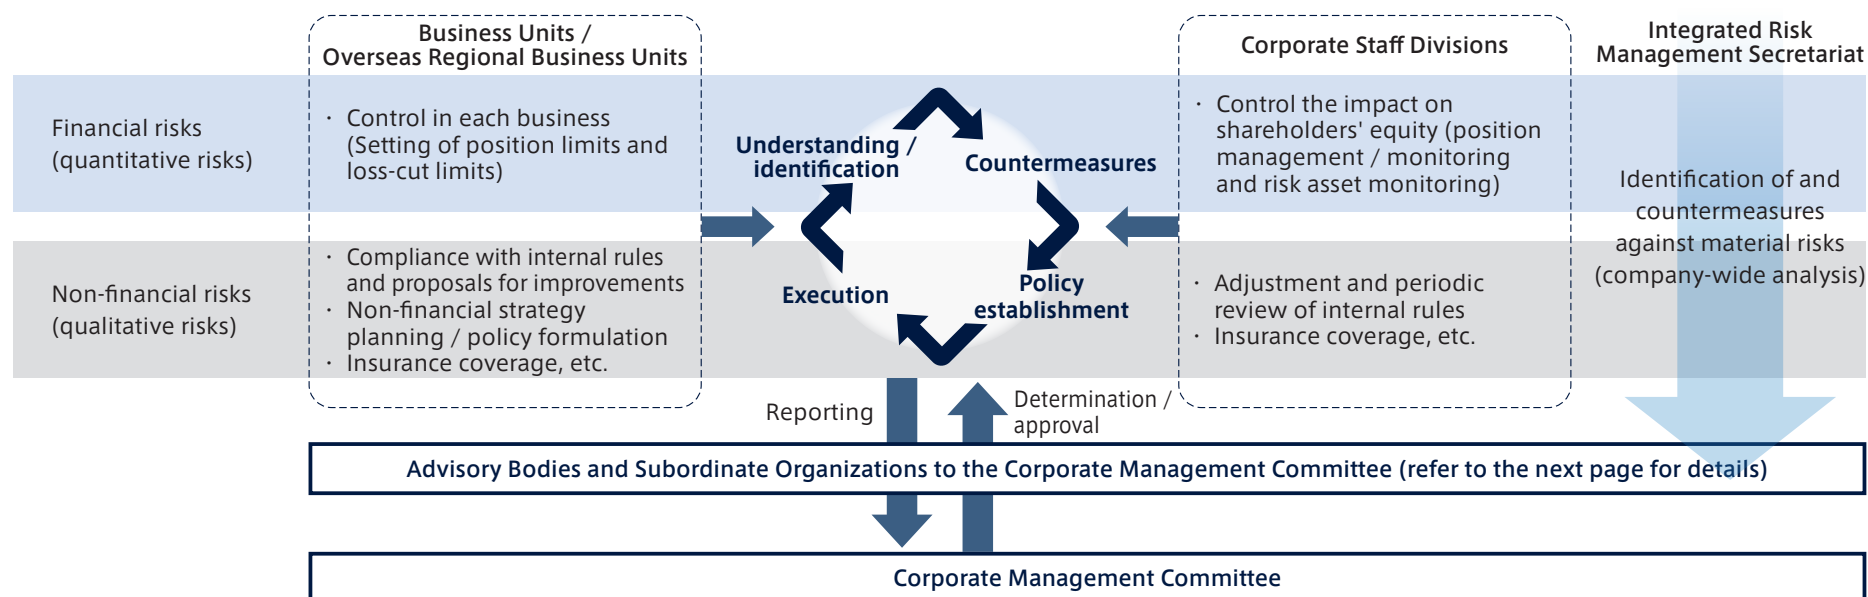 Business Units /
Overseas Regional Business Units
Corporate Staff Divisions
Integrated Risk
Management Secretariat
Financial risks
(quantitative risks)
· Control in each business
(Setting of position limits and
loss-cut limits)
Understanding /
identification
Countermeasures
· Control the impact on
shareholders' equity (position
management / monitoring
and risk asset monitoring)
Identification of and
countermeasures
against material risks
(company-wide analysis)
Non-financial risks
(qualitative risks)
· Compliance with internal rules
and proposals for improvements
· Non-financial strategy
planning / policy formulation
· Insurance coverage, etc.
Execution
Policy
establishment
· Adjustment and periodic
review of internal rules
· Insurance coverage, etc.
Reporting
Determination /
approval
Advisory Bodies and Subordinate Organizations to the Corporate Management Committee (refer to the next page for details)
Corporate Management Committee